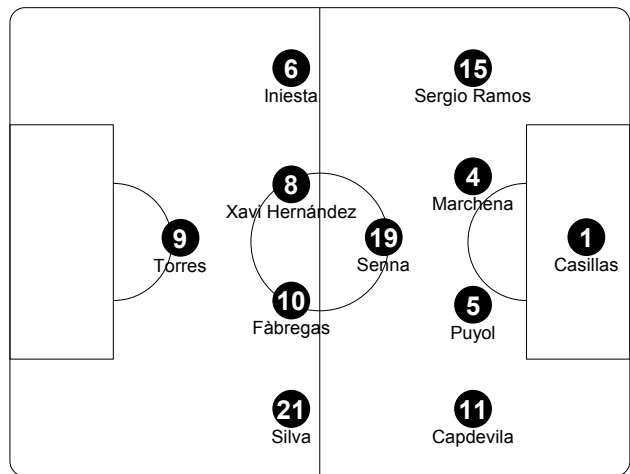 6
Iniesta
15
Sergio Ramos
8
Xavi Hernández
4
Marchena
9
Torres
19
Senna
1
Casillas
10
Fàbregas
5
Puyol
21
Silva
11
Capdevila